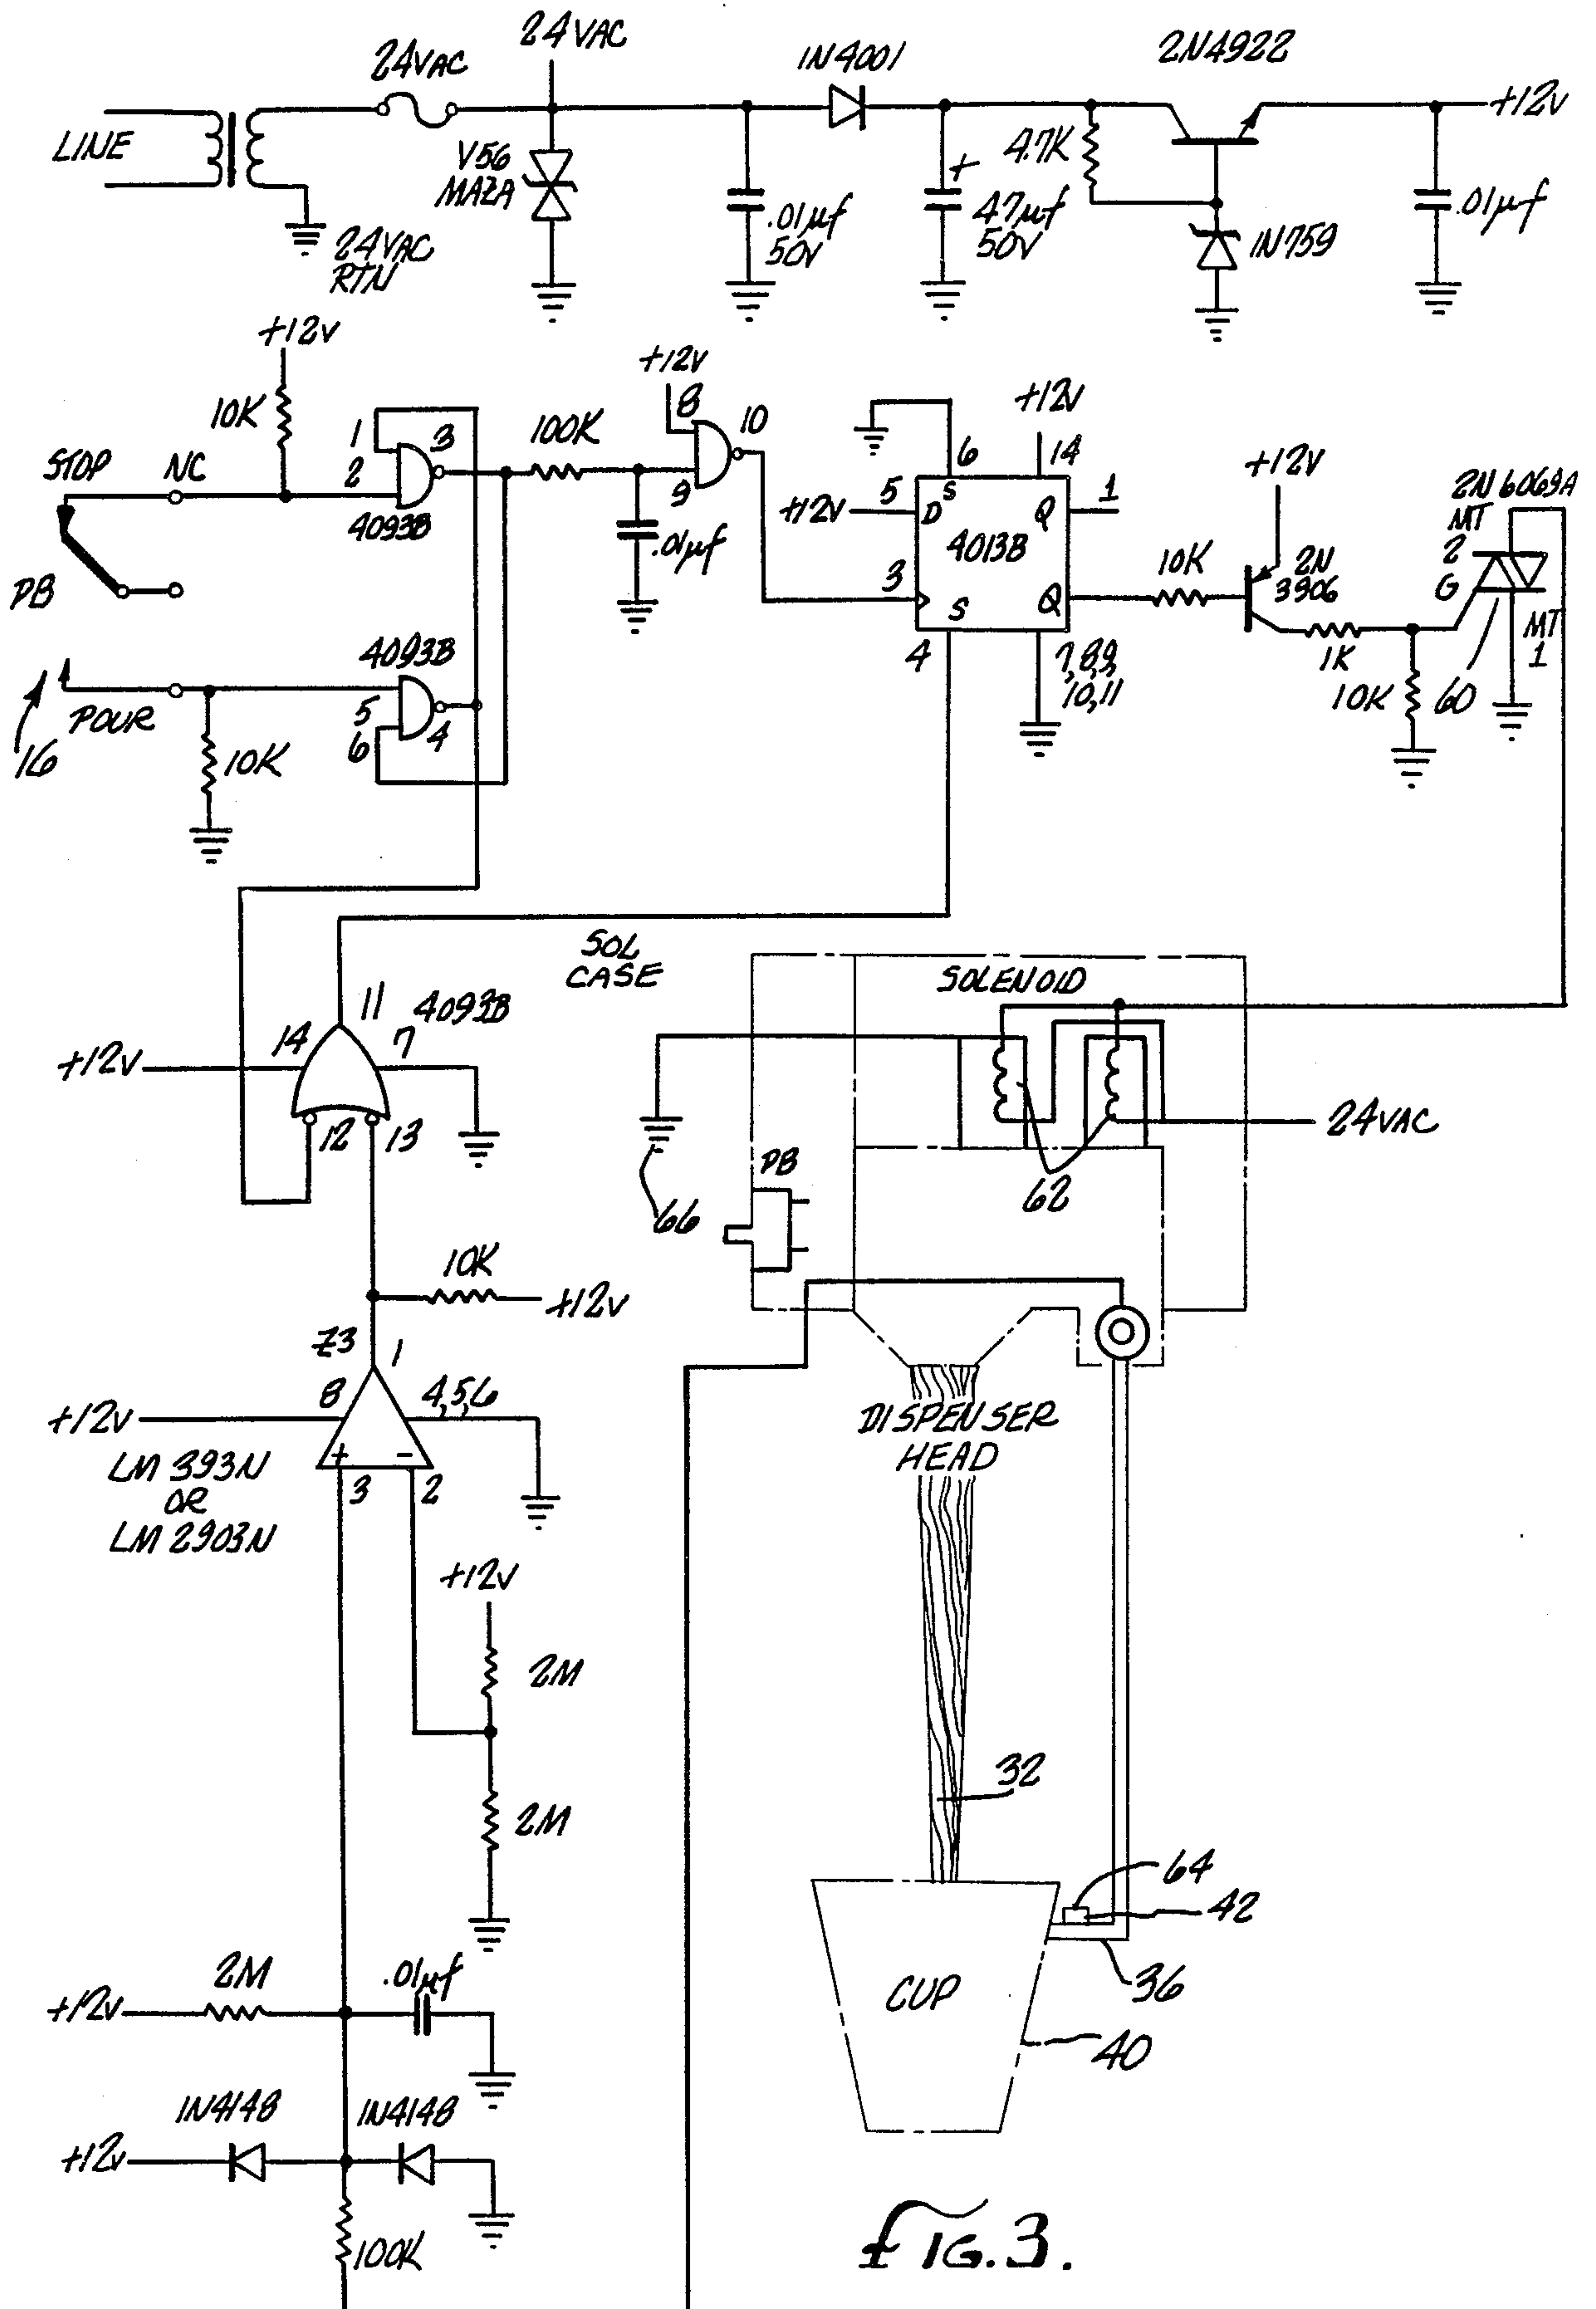 24VAC
24VAC
1N4001
2N4922
+12V
LINE
V56
MAZA
4.7K
+
.01µf
50V
47µf
50V
1N759
.01µf
24VAC
RTN
+12V
+12V
+12V
10K
1
3
8
10
100K
STOP
NC
2
6
14
+12V
2N6069A
4093B
9
+12V
5
D
S
Q
1
MT
2
.01µf
4013B
10K
2N
3906
G
PB
3
S
Q
MT
1
4093B
4
7,8,9,
10,11
1K
5
POUR
6
4
10K
60
16
10K
SOL
CASE
SOLENOID
11
4093B
14
7
+12V
12
13
24VAC
PB
62
66
10K
+12V
Z3
1
8
4,5,6
+12V
DISPENSER
HEAD
+
-
LM 393N
OR
LM 2903N
3
2
+12V
2M
32
2M
64
42
2M
.01µf
CUP
36
+12V
40
1N4148
1N4148
+12V
100K
FIG. 3.